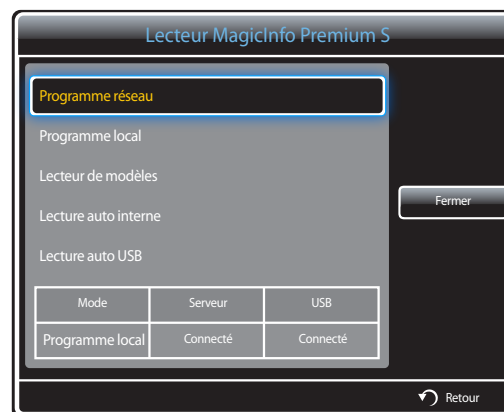 Lecteur MagicInfo Premium S
Programme réseau
Programme local
Lecteur de modèles
Lecture auto interne
Lecture auto USB
Fermer
Mode Serveur USB
Programme local Connecté Connecté
Retour